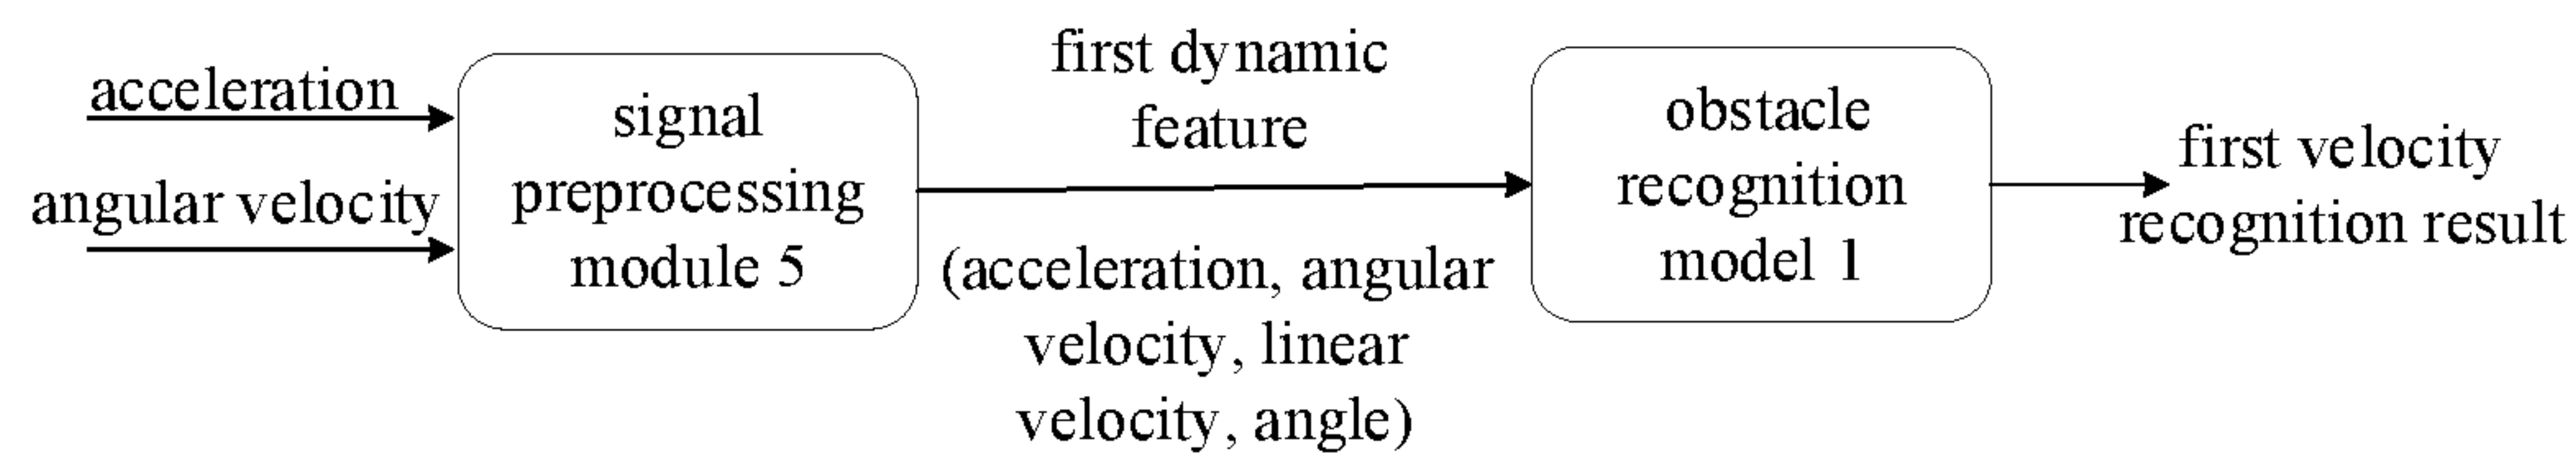 acceleration
angular velocity
signal
preprocessing
module 5
first dynamic
feature
(acceleration, angular
velocity, linear
velocity, angle)
obstacle
recognition
model 1
first velocity
recognition result